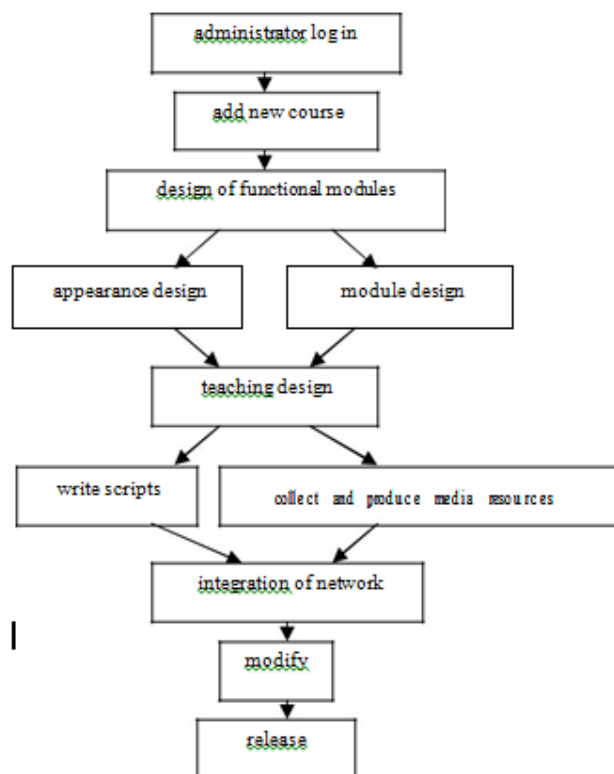 administrator log in
add new course
design of functional modules
appearance design
module design
teaching design
write scripts
collect and produce media resources
integration of network
modify
release